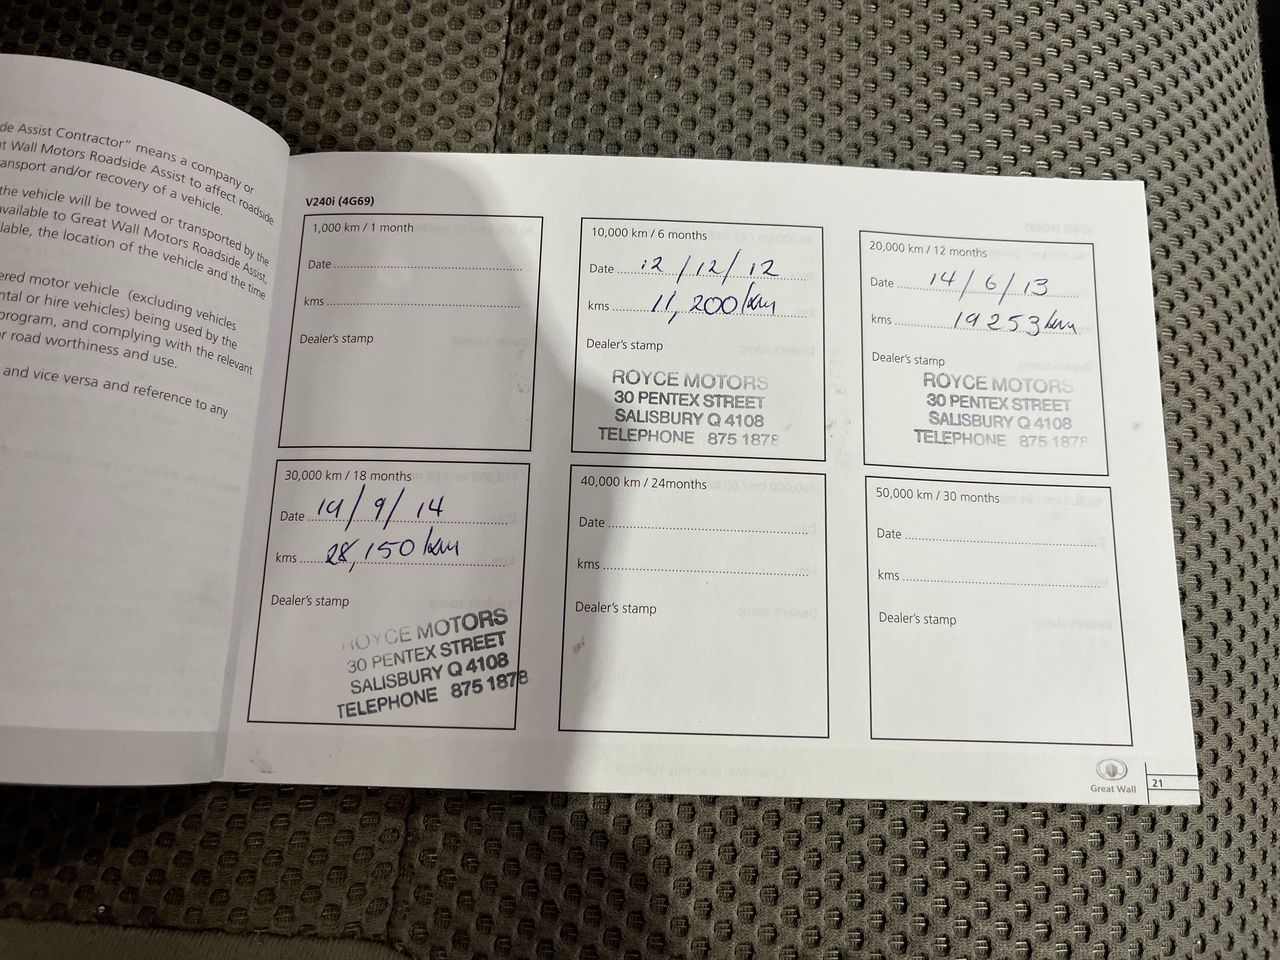 de Assist Contractor" means a company or
t Wall Motors Roadside Assist to affect roadside
ansport and/or recovery of a vehicle.
the vehicle will be towed or transported by the
available to Great Wall Motors Roadside Assist.
lable, the location of the vehicle and the time
ered motor vehicle (excluding vehicles
ntal or hire vehicles) being used by the
program, and complying with the relevant
r road worthiness and use.
and vice versa and reference to any
V240i (4G69)
1,000 km / 1 month
Date
kms
Dealer's stamp
10,000 km / 6 months
Date 12/12/12
kms 11,200 km
Dealer's stamp
ROYCE MOTORS
30 PENTEX STREET
SALISBURY Q 4108
TELEPHONE 875 1878
20,000 km / 12 months
Date 14/6/13
kms 19253 km
Dealer's stamp
ROYCE MOTORS
30 PENTEX STREET
SALISBURY Q 4108
TELEPHONE 875 1878
30,000 km / 18 months
Date 19/9/14
kms 28,150 km
Dealer's stamp
ROYCE MOTORS
30 PENTEX STREET
SALISBURY Q 4108
TELEPHONE 875 1878
40,000 km / 24months
Date
kms
Dealer's stamp
50,000 km / 30 months
Date
kms
Dealer's stamp
Great Wall
21